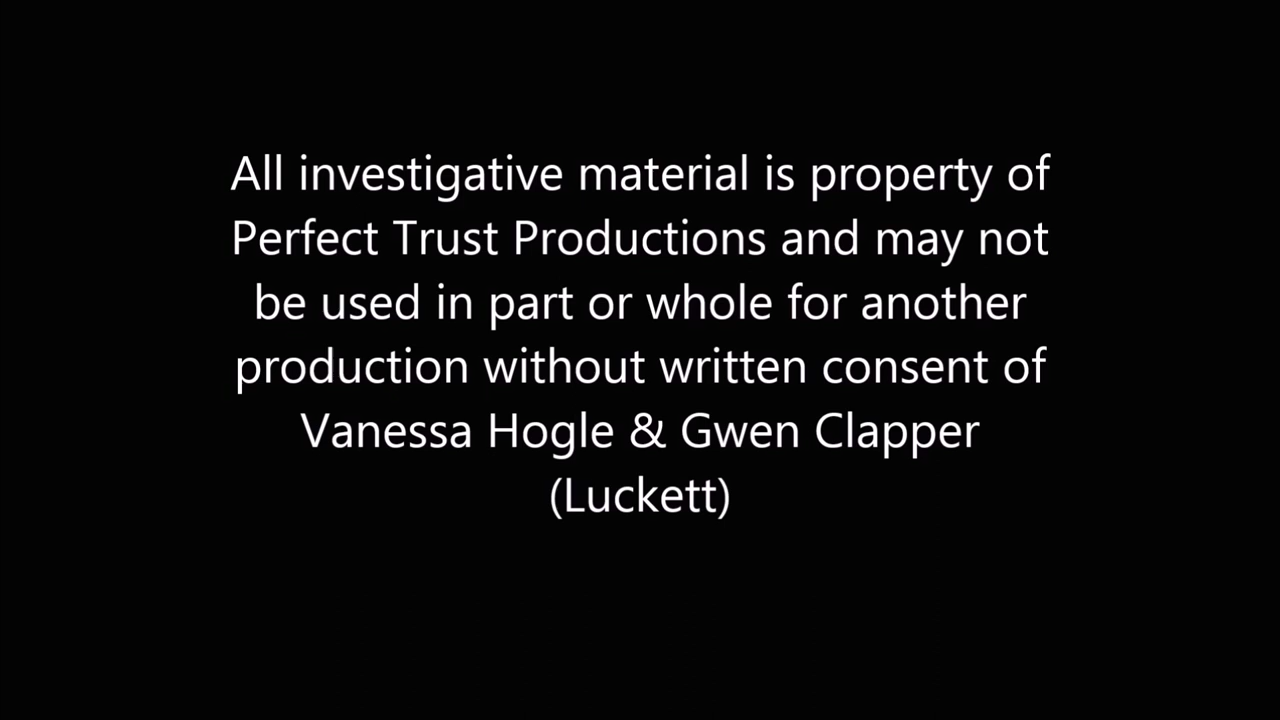 All investigative material is property of
Perfect Trust Productions and may not
be used in part or whole for another
production without written consent of
Vanessa Hogle & Gwen Clapper
(Luckett)